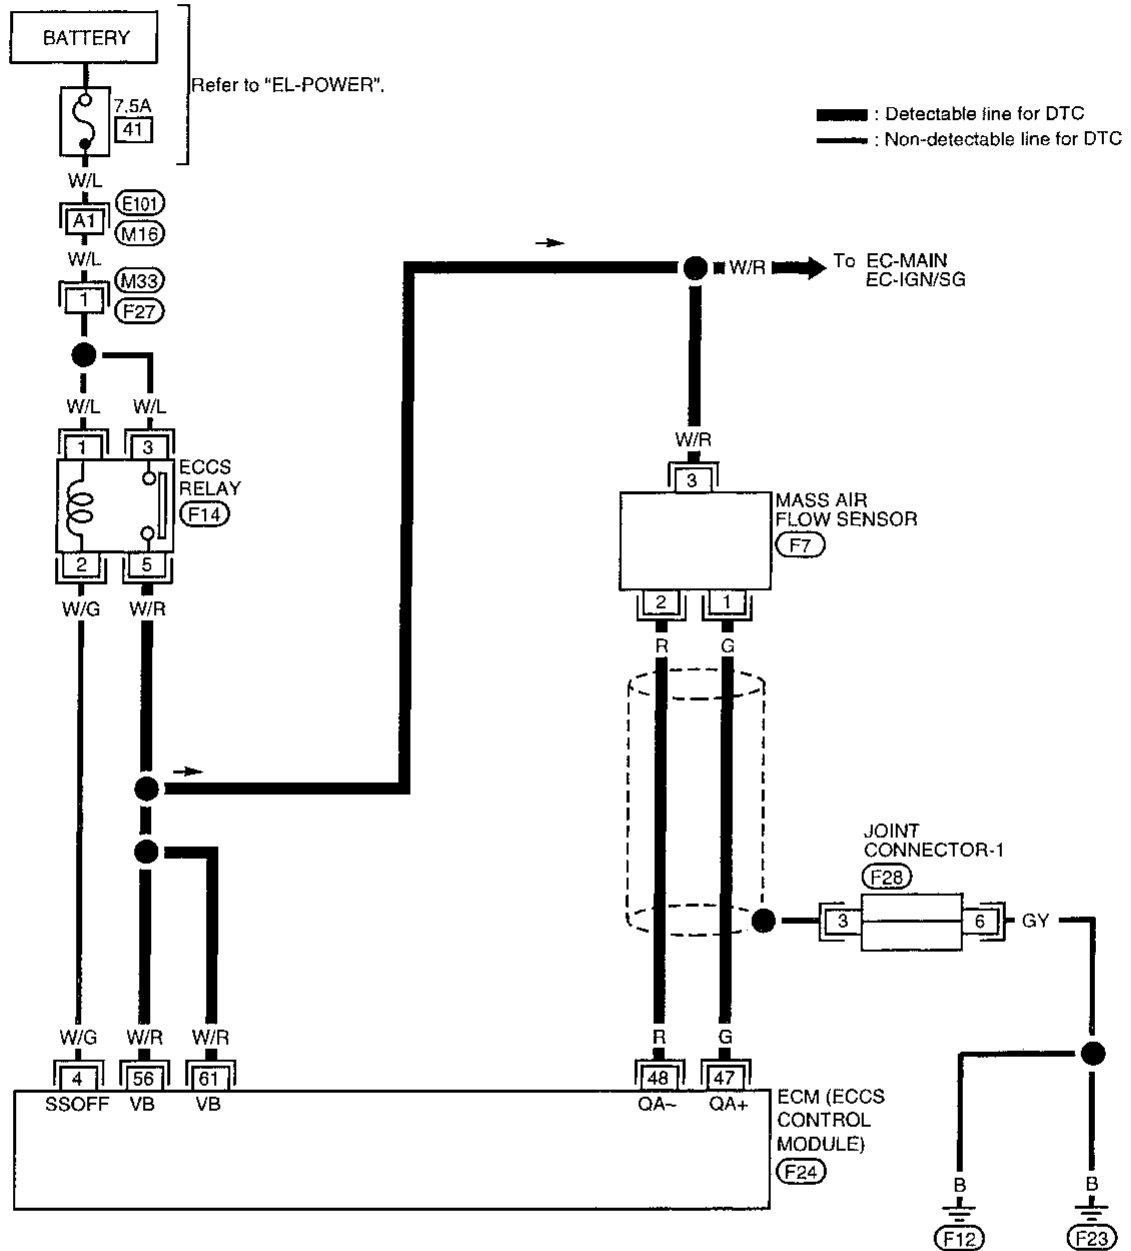 BATTERY
Refer to "EL-POWER".
7.5A
41
: Detectable line for DTC
: Non-detectable line for DTC
W/L
E101
A1
M16
W/L
M33
1
F27
W/R
To EC-MAIN
EC-IGN/SG
W/L
W/L
W/R
1
3
ECCS
RELAY
F14
3
MASS AIR
FLOW SENSOR
F7
2
5
2
1
W/G
W/R
R
G
JOINT
CONNECTOR-1
F28
3
6
GY
W/G
W/R
W/R
R
G
4
56
61
48
47
SSOFF
VB
VB
QA-
QA+
ECM (ECCS
CONTROL
MODULE)
F24
B
B
F12
F23